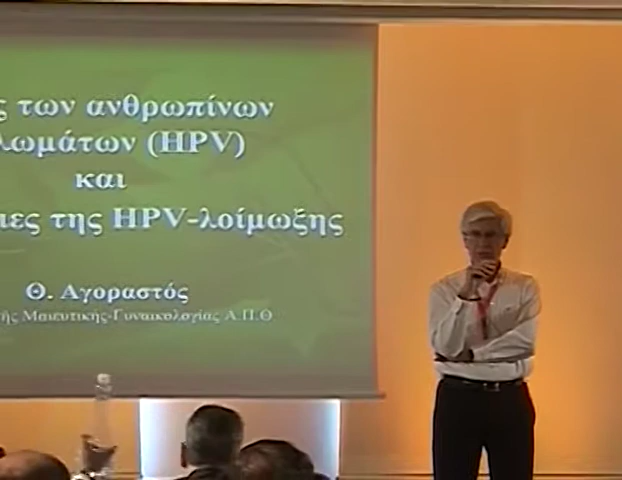 ς των ανθρωπίνων
λωμάτων (HPV)
και
ιες της HPV-λοίμωξης
Θ. Αγοραστός
ής Μαιευτικής-Γυναικολογίας Α.Π.Θ.